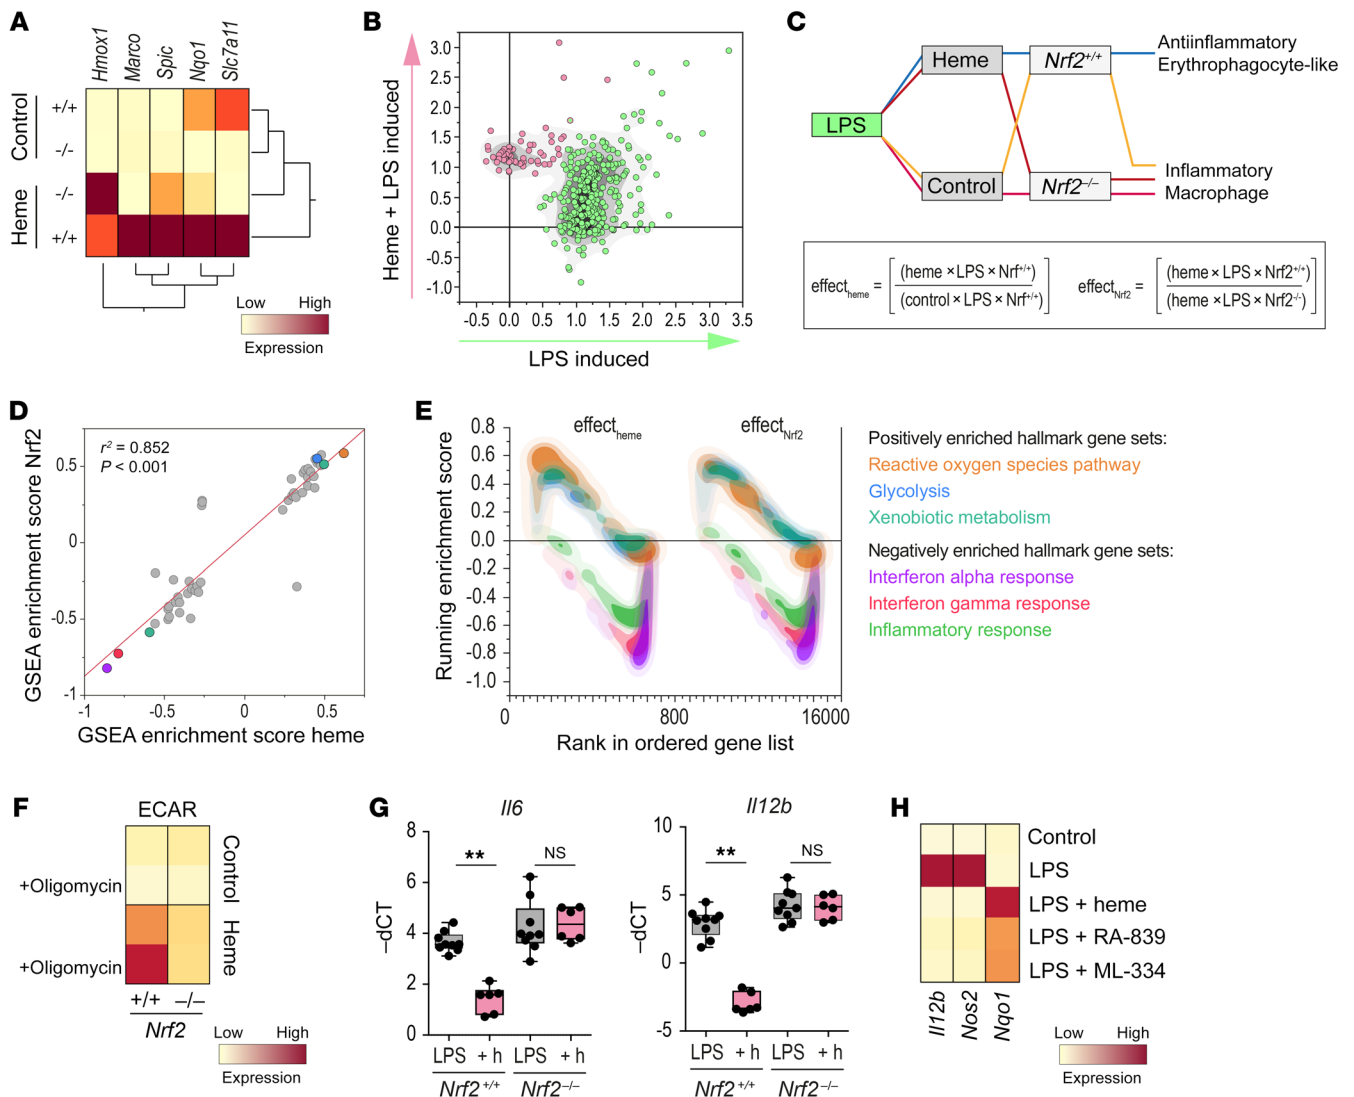 A
Hmox1
Marco
Spic
Nqo1
Slc7a11
Control
Heme
+/+
-/-
-/-
+/+
Low High
Expression
B
Heme + LPS induced
3.0
2.5
2.0
1.5
1.0
0.5
0.0
-0.5
-1.0
-0.5 0.0 0.5 1.0 1.5 2.0 2.5 3.0 3.5
LPS induced
C
LPS
Heme
Control
Nrf2+/+
Nrf2–/–
Antiinflammatory
Erythrophagocyte-like
Inflammatory
Macrophage
effect heme = [ (heme ×LPS × Nrf+/+) / (control×LPS × Nrf+/+) ]
effect Nrf2 = [ (heme × LPS × Nrf2+/+) / (heme ×LPS × Nrf2-/-) ]
D
r² = 0.852
P < 0.001
GSEA enrichment score Nrf2
0.5
0
-0.5
-1
-1 -0.5 0 0.5
GSEA enrichment score heme
E
effect heme
effect Nrf2
Running enrichment score
0.8
0.6
0.4
0.2
0.0
-0.2
-0.4
-0.6
-0.8
-1.0
0 800 16000
Rank in ordered gene list
Positively enriched hallmark gene sets:
Reactive oxygen species pathway
Glycolysis
Xenobiotic metabolism
Negatively enriched hallmark gene sets:
Interferon alpha response
Interferon gamma response
Inflammatory response
F
ECAR
+Oligomycin
+Oligomycin
Control
Heme
+/+ –/–
Nrf2
Low High
Expression
G
Il6
–dCT
8
6
4
2
0
**
NS
LPS + h LPS + h
Nrf2+/+ Nrf2–/–
Il12b
–dCT
10
5
0
-5
**
NS
LPS + h LPS + h
Nrf2+/+ Nrf2–/–
H
Control
LPS
LPS + heme
LPS + RA-839
LPS + ML-334
Il12b
Nos2
Nqo1
Low High
Expression